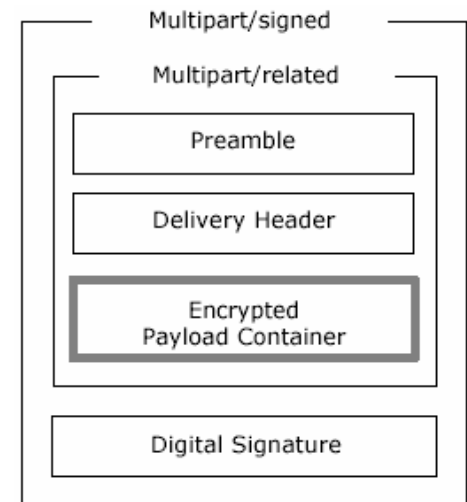 Multipart/signed
Multipart/related
Preamble
Delivery Header
Encrypted
Payload Container
Digital Signature